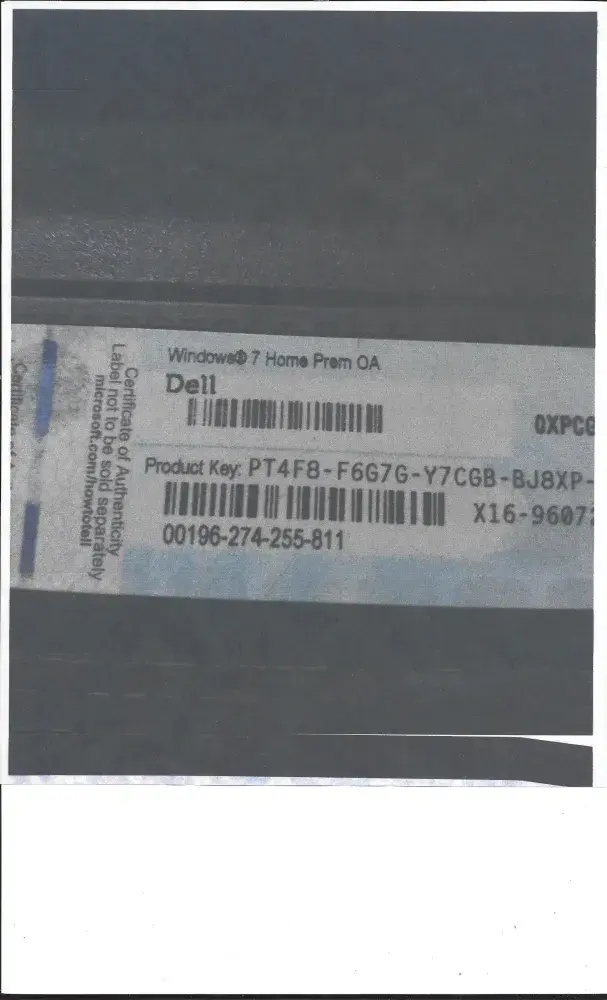 Windows® 7 Home Prem OA
Dell
0XPCG
Product Key: PT4F8-F6G7G-Y7CGB-BJ8XP-
X16-9607
00196-274-255-811
Certificate of Authenticity
Label not to be sold separately
microsoft.com/howtotell